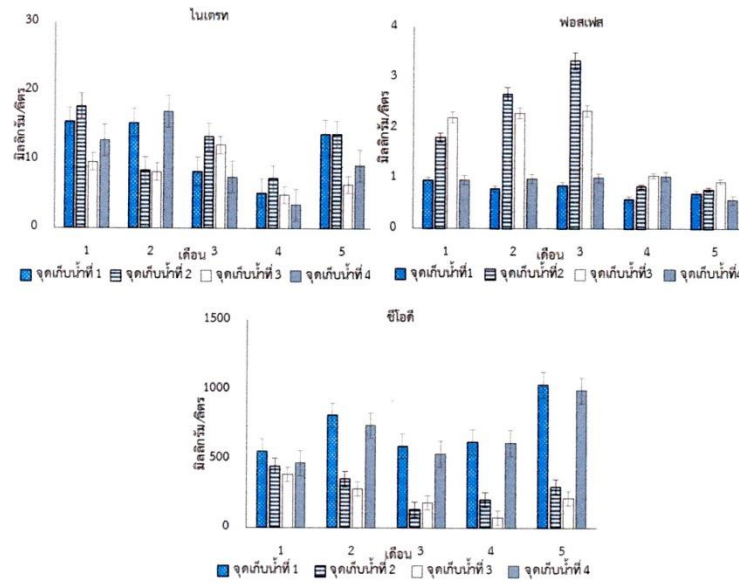 ไนเตรท
30
20
10
0
มิลลิกรัม/ลิตร
1 2 3 4 5
เดือน
จุดเก็บน้ำที่ 1 จุดเก็บน้ำที่ 2 จุดเก็บน้ำที่ 3 จุดเก็บน้ำที่ 4
ฟอสเฟส
4
3
2
1
0
มิลลิกรัม/ลิตร
1 2 3 4 5
เดือน
จุดเก็บน้ำที่1 จุดเก็บน้ำที่2 จุดเก็บน้ำที่3 จุดเก็บน้ำที่4
ซีโอดี
1500
1000
500
0
มิลลิกรัม/ลิตร
1 2 3 4 5
เดือน
จุดเก็บน้ำที่ 1 จุดเก็บน้ำที่ 2 จุดเก็บน้ำที่ 3 จุดเก็บน้ำที่ 4